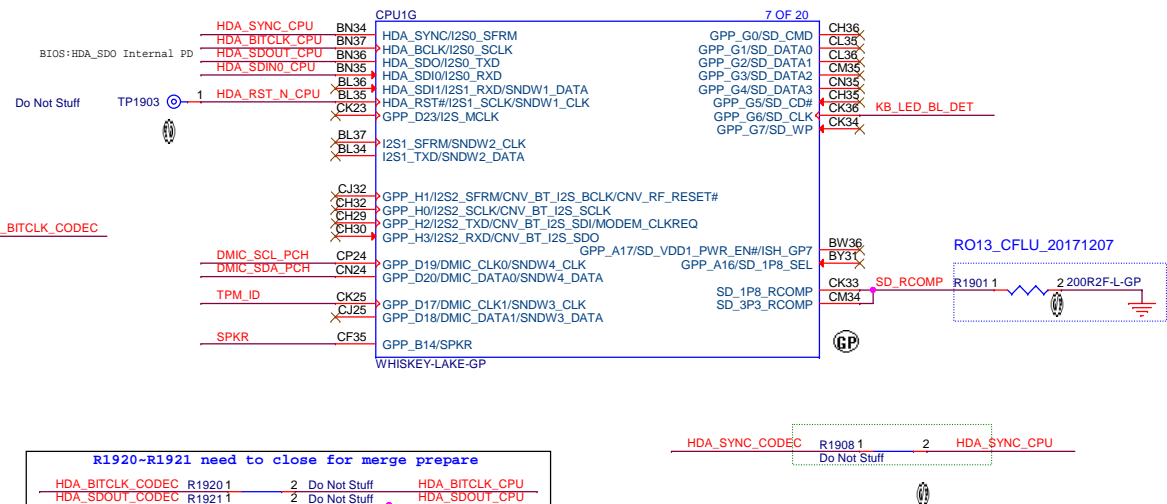 CPU1G
7 OF 20
HDA_SYNC_CPU BN34 HDA_SYNC/I2S0_SFRM
HDA_BITCLK_CPU BN37 HDA_BCLK/I2S0_SCLK
BIOS:HDA_SDO Internal PD
HDA_SDOUT_CPU BN36 HDA_SDO/I2S0_TXD
HDA_SDIN0_CPU BN35 HDA_SDI0/I2S0_RXD
BL36 HDA_SDI1/I2S1_RXD/SNDW1_DATA
Do Not Stuff TP1903 1 HDA_RST_N_CPU BL35 HDA_RST#/I2S1_SCLK/SNDW1_CLK
CK23 GPP_D23/I2S_MCLK
BL37 I2S1_SFRM/SNDW2_CLK
BL34 I2S1_TXD/SNDW2_DATA
CJ32 GPP_H1/I2S2_SFRM/CNV_BT_I2S_BCLK/CNV_RF_RESET#
CH32 GPP_H0/I2S2_SCLK/CNV_BT_I2S_SCLK
CH29 GPP_H2/I2S2_TXD/CNV_BT_I2S_SDI/MODEM_CLKREQ
CH30 GPP_H3/I2S2_RXD/CNV_BT_I2S_SDO
_BITCLK_CODEC
DMIC_SCL_PCH CP24 GPP_D19/DMIC_CLK0/SNDW4_CLK
DMIC_SDA_PCH CN24 GPP_D20/DMIC_DATA0/SNDW4_DATA
TPM_ID CK25 GPP_D17/DMIC_CLK1/SNDW3_CLK
CJ25 GPP_D18/DMIC_DATA1/SNDW3_DATA
SPKR CF35 GPP_B14/SPKR
GPP_G0/SD_CMD CH36
GPP_G1/SD_DATA0 CL35
GPP_G2/SD_DATA1 CL36
GPP_G3/SD_DATA2 CM35
GPP_G4/SD_DATA3 CN35
GPP_G5/SD_CD# CH35
GPP_G6/SD_CLK CK36 KB_LED_BL_DET
GPP_G7/SD_WP CK34
GPP_A17/SD_VDD1_PWR_EN#/ISH_GP7 BW36
GPP_A16/SD_1P8_SEL BY31
RO13_CFLU_20171207
SD_1P8_RCOMP CK33 SD_RCOMP R1901 1 2 200R2F-L-GP
SD_3P3_RCOMP CM34
GP
WHISKEY-LAKE-GP
HDA_SYNC_CODEC R1908 1 2 HDA_SYNC_CPU
Do Not Stuff
R1920~R1921 need to close for merge prepare
HDA_BITCLK_CODEC R1920 1 2 Do Not Stuff HDA_BITCLK_CPU
HDA_SDOUT_CODEC R1921 1 2 Do Not Stuff HDA_SDOUT_CPU